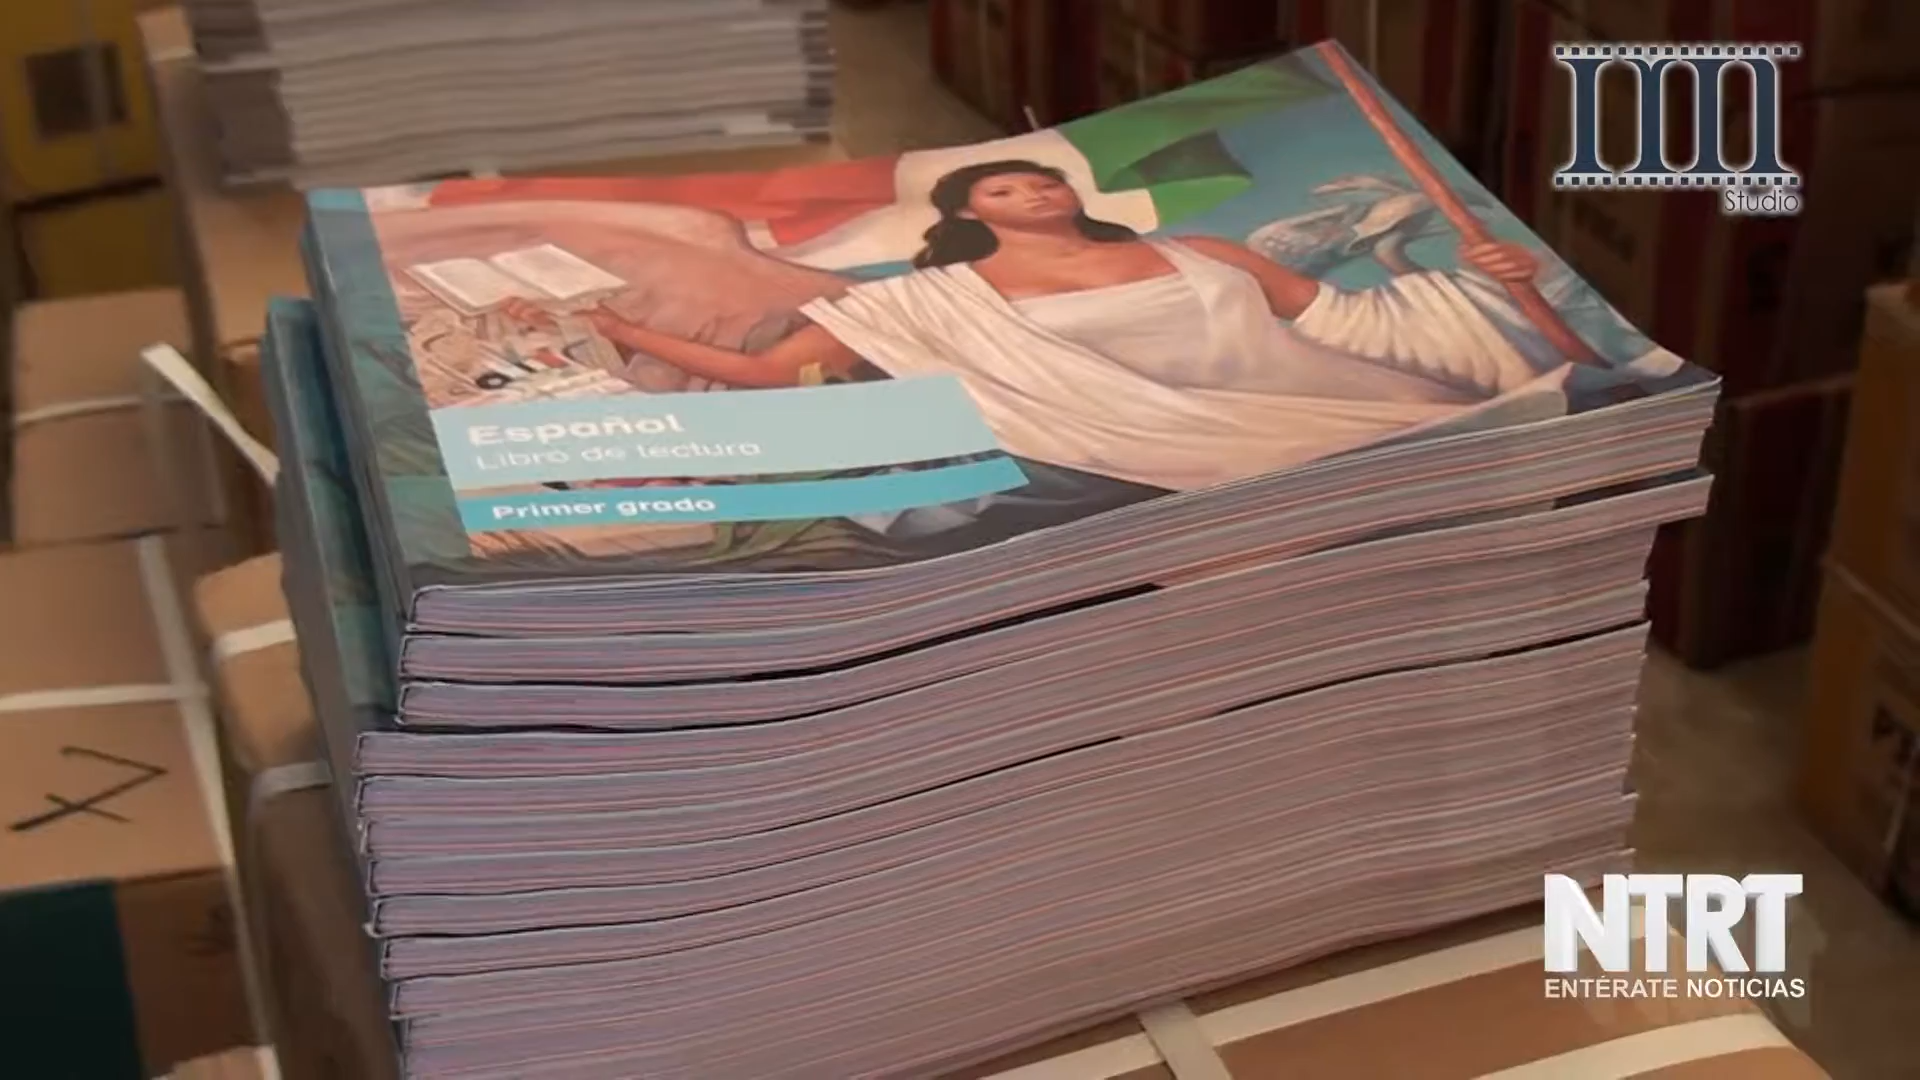 Studio
Español
Libro de lectura
Primer grado
NTRT
ENTÉRATE NOTICIAS